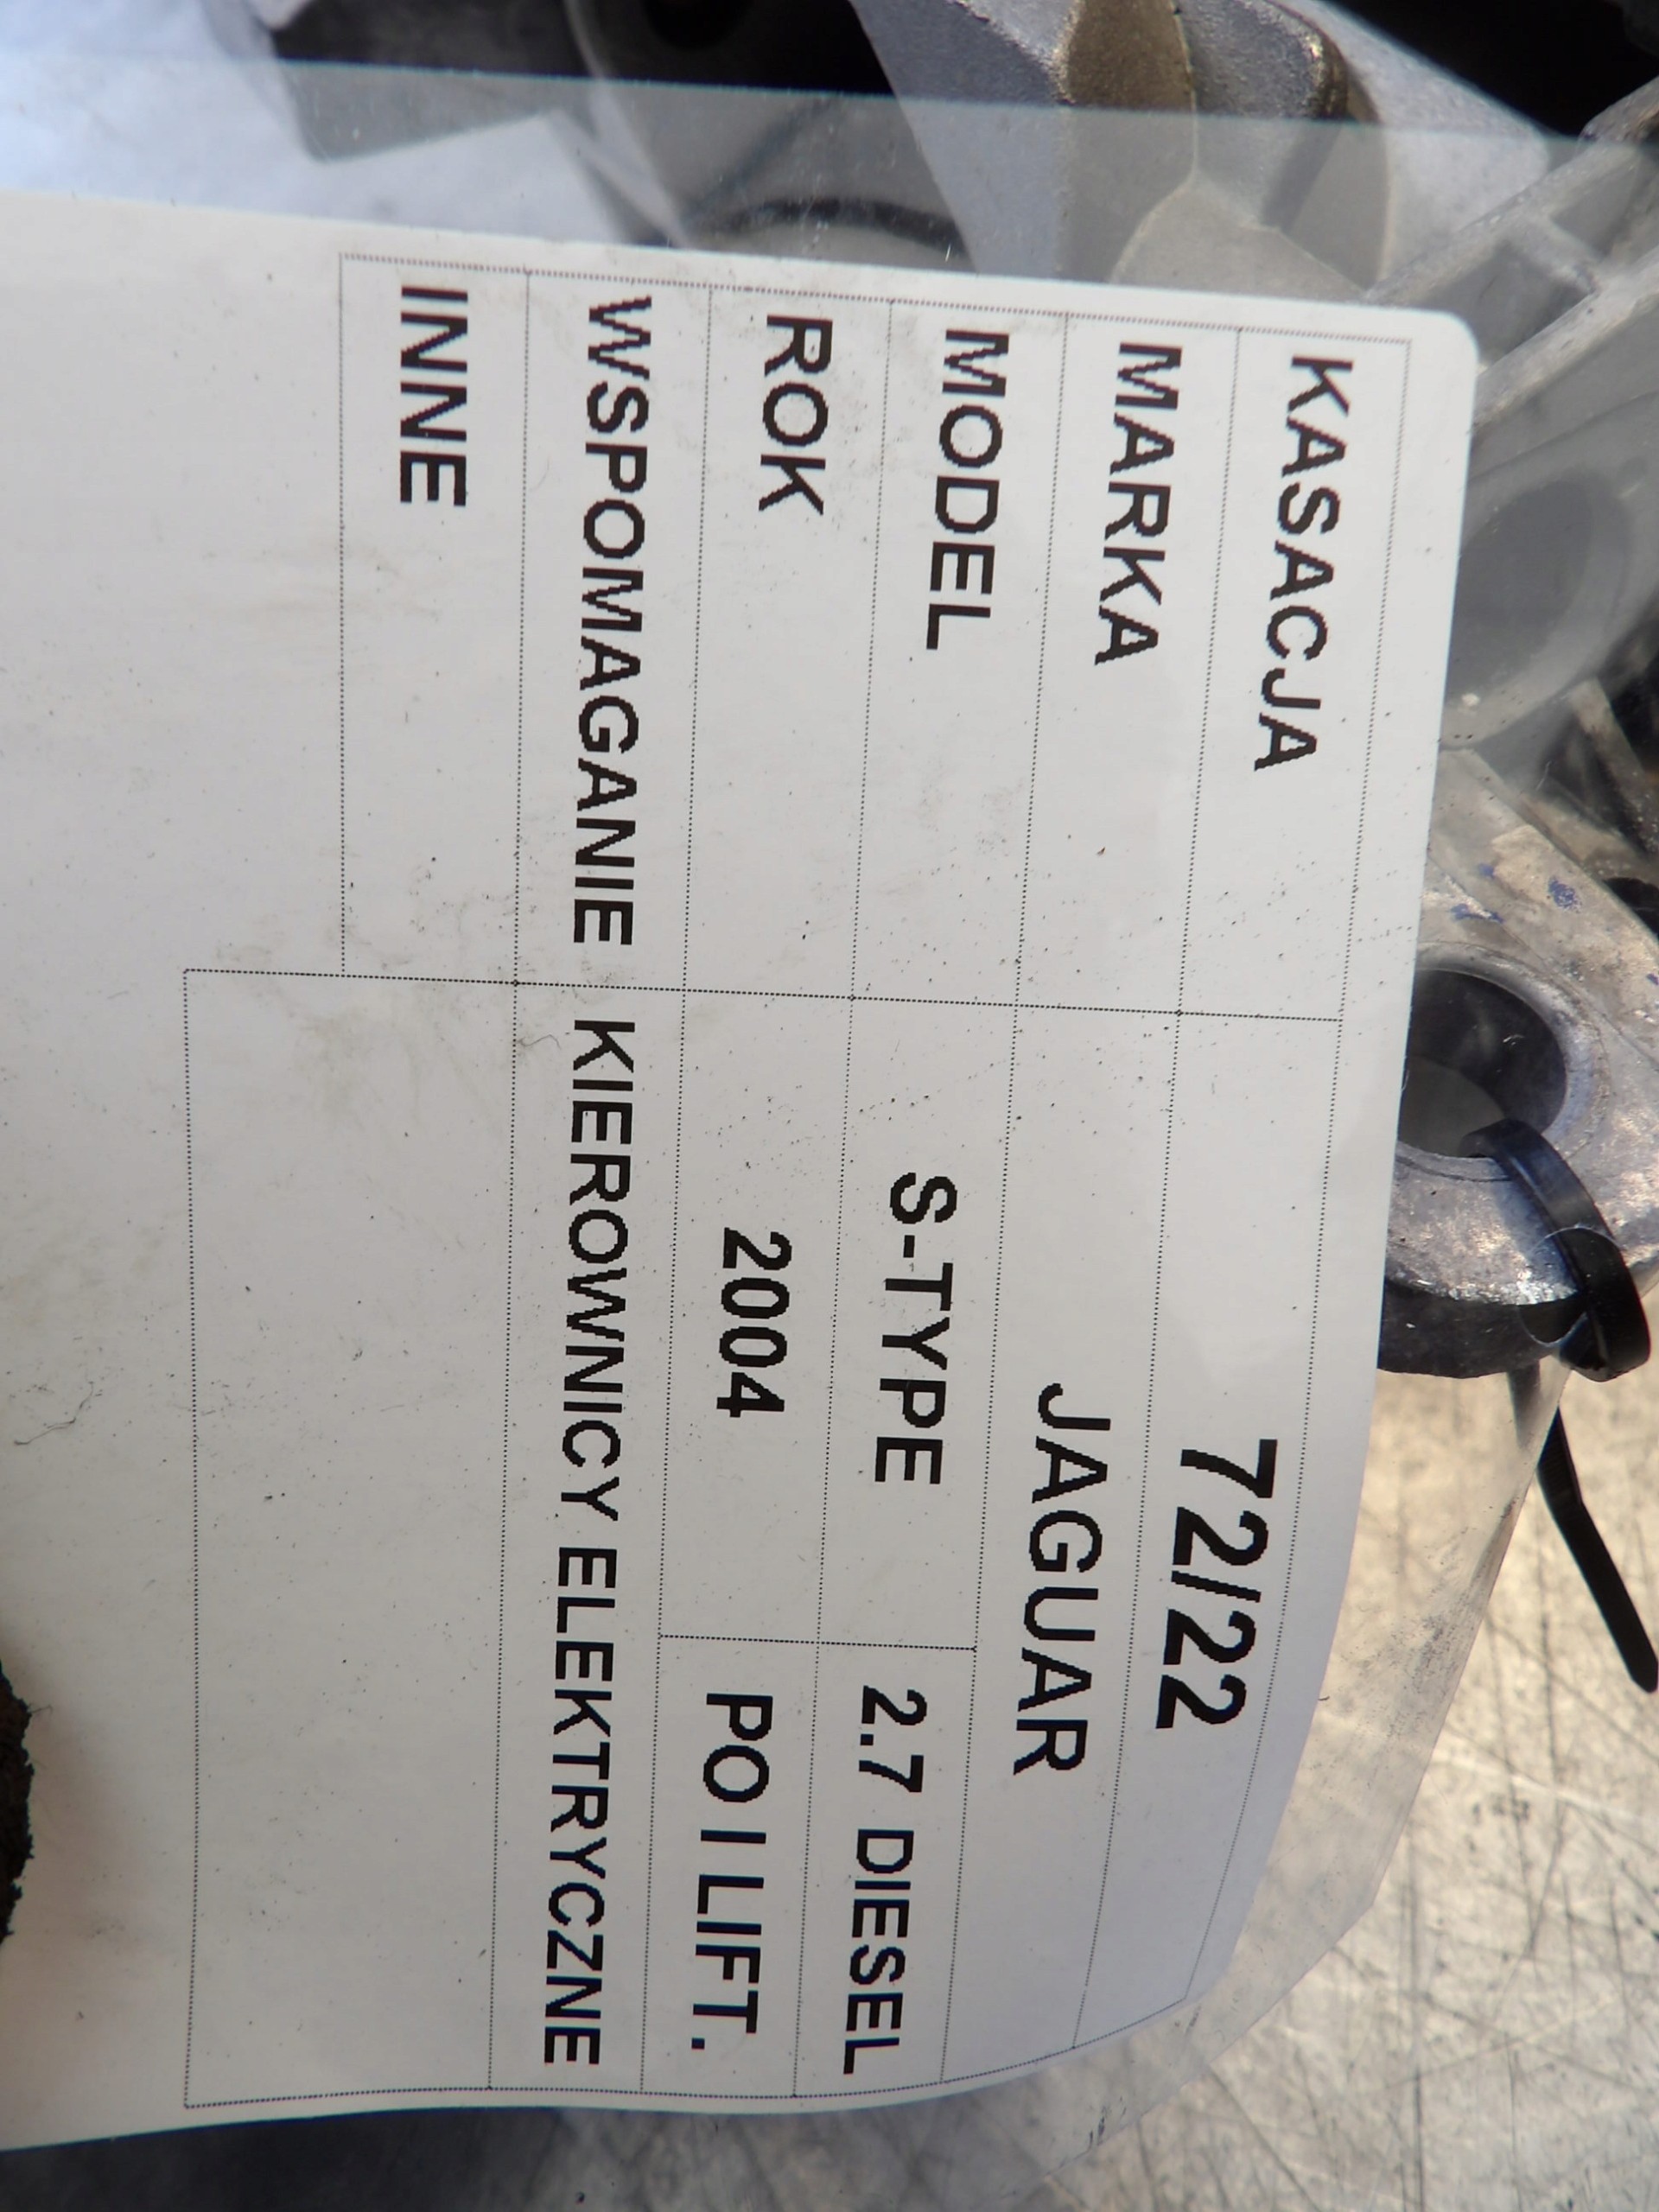 KASACJA 72/22
MARKA JAGUAR
MODEL S-TYPE 2.7 DIESEL
ROK 2004 PO I LIFT.
WSPOMAGANIE KIEROWNICY ELEKTRYCZNE
INNE